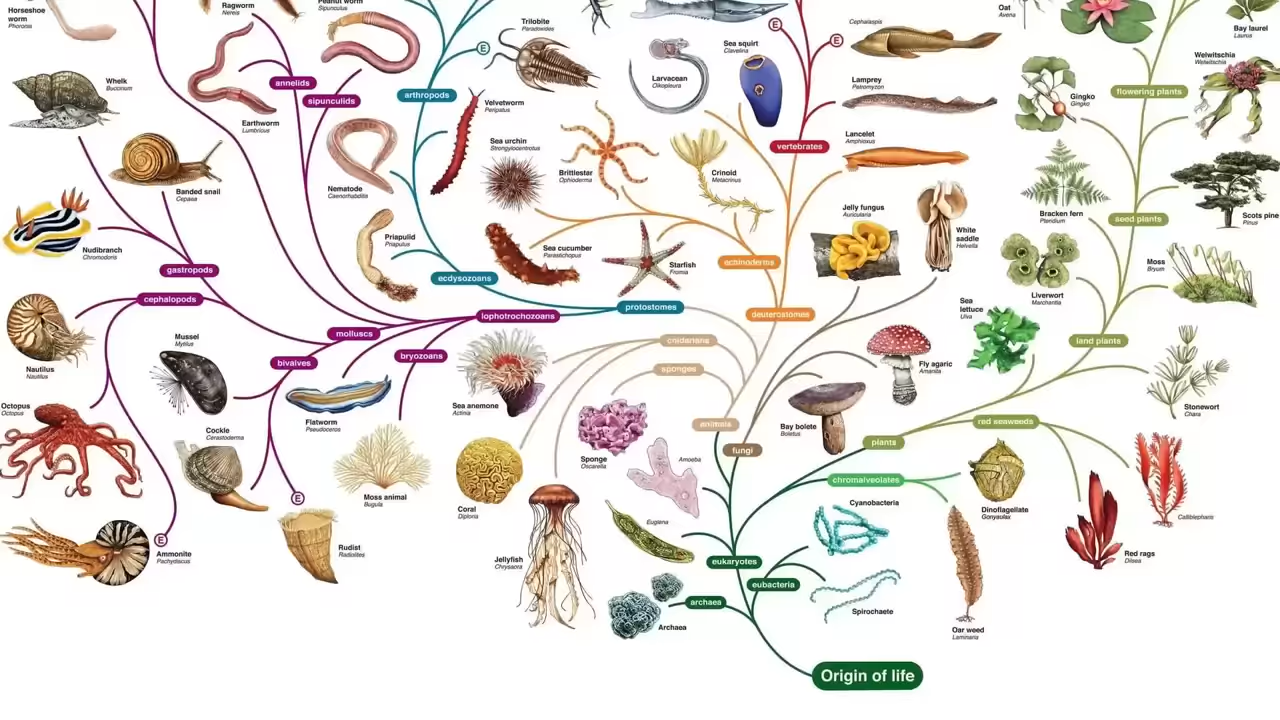 Horseshoe
worm
Phoronis
Ragworm
Nereis
Peanut worm
Sipunculus
Trilobite
Paradoxides
E
E
E
Cephalaspis
Oat
Avena
Bay laurel
Laurus
Whelk
Buccinum
annelids
sipunculids
arthropods
Earthworm
Lumbricus
Velvetworm
Peripatus
Larvacean
Oikopleura
Sea squirt
Clavelina
Lamprey
Petromyzon
vertebrates
Lancelet
Amphioxus
Gingko
Gingko
flowering plants
Welwitschia
Welwitschia
Banded snail
Cepaea
Nematode
Caenorhabditis
Sea urchin
Strongylocentrotus
Brittlestar
Ophioderma
Crinoid
Metacrinus
Jelly fungus
Auricularia
White
saddle
Helvella
Bracken fern
Pteridium
seed plants
Scots pine
Pinus
Nudibranch
Chromodoris
gastropods
Priapulid
Priapulus
ecdysozoans
Sea cucumber
Parastichopus
Starfish
Fromia
echinoderms
Liverwort
Marchantia
Moss
Bryum
cephalopods
lophotrochozoans
protostomes
deuterostomes
Sea
lettuce
Ulva
land plants
Nautilus
Nautilus
Mussel
Mytilus
molluscs
bivalves
bryozoans
cnidarians
sponges
Fly agaric
Amanita
Stonewort
Chara
Octopus
Octopus
Cockle
Cerastoderma
Flatworm
Pseudoceros
Sea anemone
Actinia
animals
fungi
Bay bolete
Boletus
plants
red seaweeds
Moss animal
Bugula
Coral
Diploria
Sponge
Oscarella
Amoeba
chromalveolates
Cyanobacteria
Dinoflagellate
Gonyaulax
Calliblepharis
E
E
Ammonite
Pachydiscus
Rudist
Radiolites
Jellyfish
Chrysaora
Euglena
eukaryotes
eubacteria
archaea
Archaea
Spirochaete
Red rags
Dilsea
Oar weed
Laminaria
Origin of life